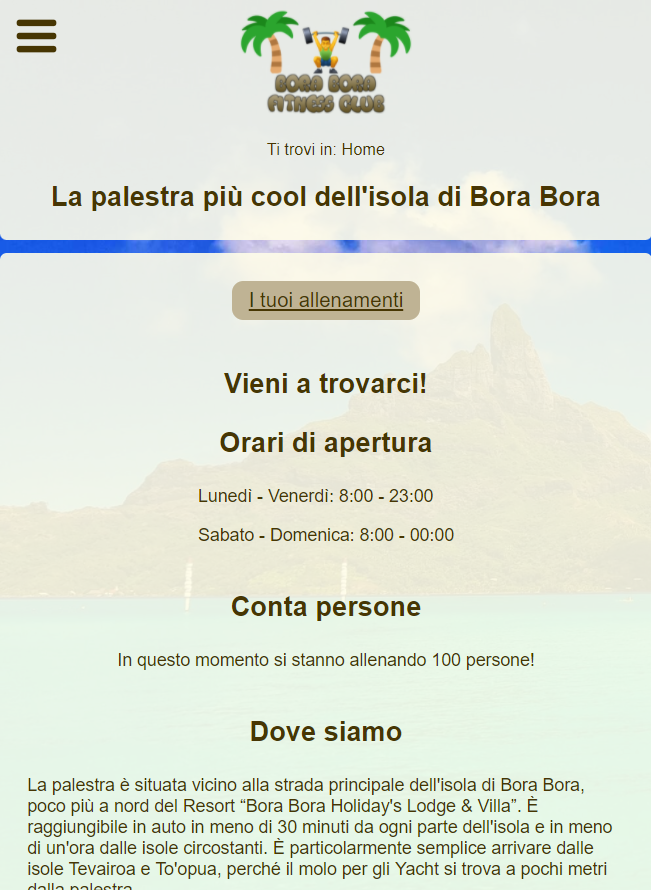 BORA BORA
FITNESS CLUB
Ti trovi in: Home
La palestra più cool dell'isola di Bora Bora
I tuoi allenamenti
Vieni a trovarci!
Orari di apertura
Lunedì - Venerdì: 8:00 - 23:00
Sabato - Domenica: 8:00 - 00:00
Conta persone
In questo momento si stanno allenando 100 persone!
Dove siamo
La palestra è situata vicino alla strada principale dell'isola di Bora Bora,
poco più a nord del Resort “Bora Bora Holiday's Lodge & Villa”. È
raggiungibile in auto in meno di 30 minuti da ogni parte dell'isola e in meno
di un'ora dalle isole circostanti. È particolarmente semplice arrivare dalle
isole Tevairoa e To'opua, perché il molo per gli Yacht si trova a pochi metri
dalla palestra